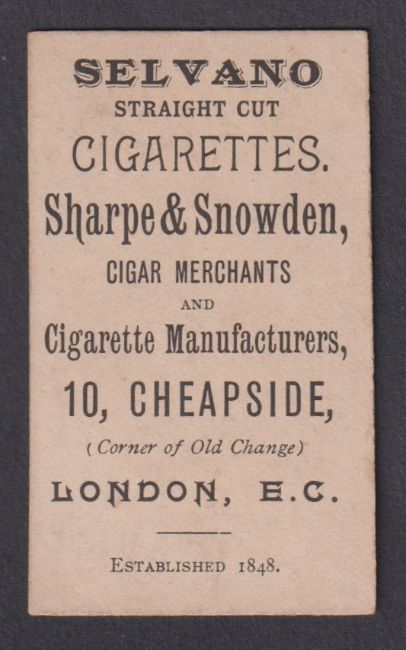 SELVANO
STRAIGHT CUT
CIGARETTES.
Sharpe & Snowden,
CIGAR MERCHANTS
AND
Cigarette Manufacturers,
10, CHEAPSIDE,
(Corner of Old Change)
LONDON, E.C.
ESTABLISHED 1848.